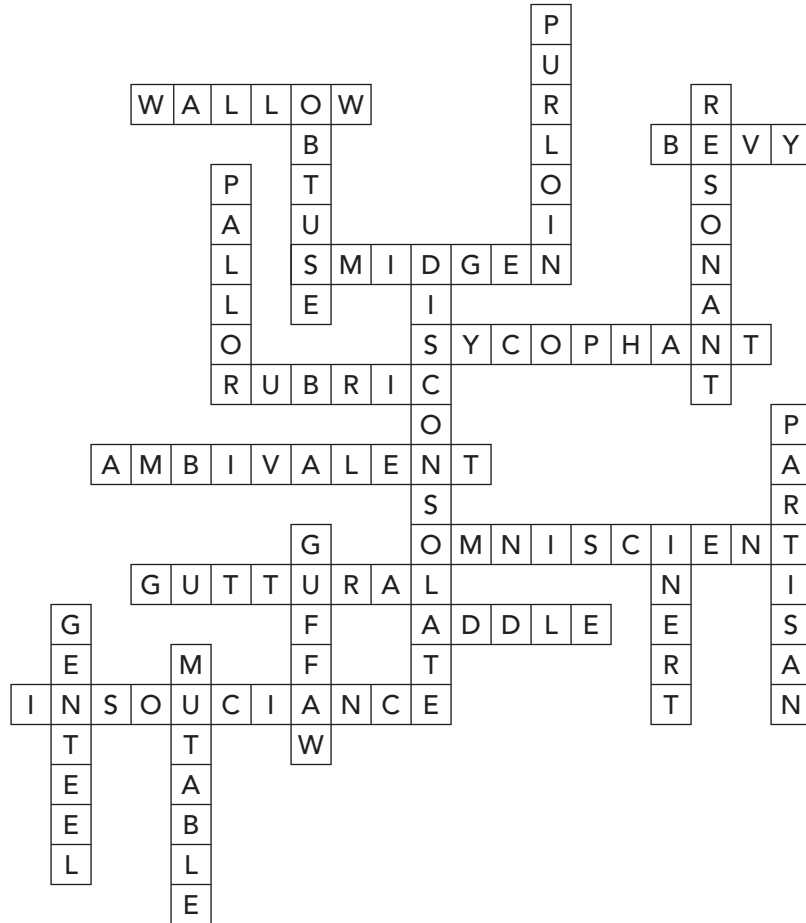 PURLOIN
WALLOW
OBTUSE
RESONANT
BEVY
PALLOR
SMIDGEN
DISCONSOLATE
SYCOPHANT
RUBRIC
PARTISAN
AMBIVALENT
GUFFAW
OMNISCIENT
INERT
GUTTURAL
GENTEEL
ADDLE
MUTABLE
INSOUCIANCE